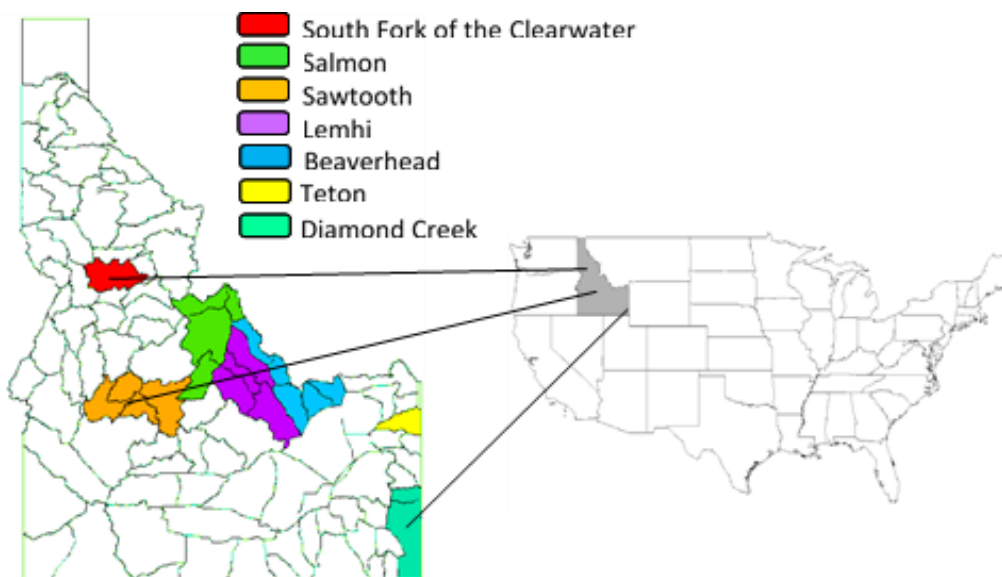 South Fork of the Clearwater
Salmon
Sawtooth
Lemhi
Beaverhead
Teton
Diamond Creek